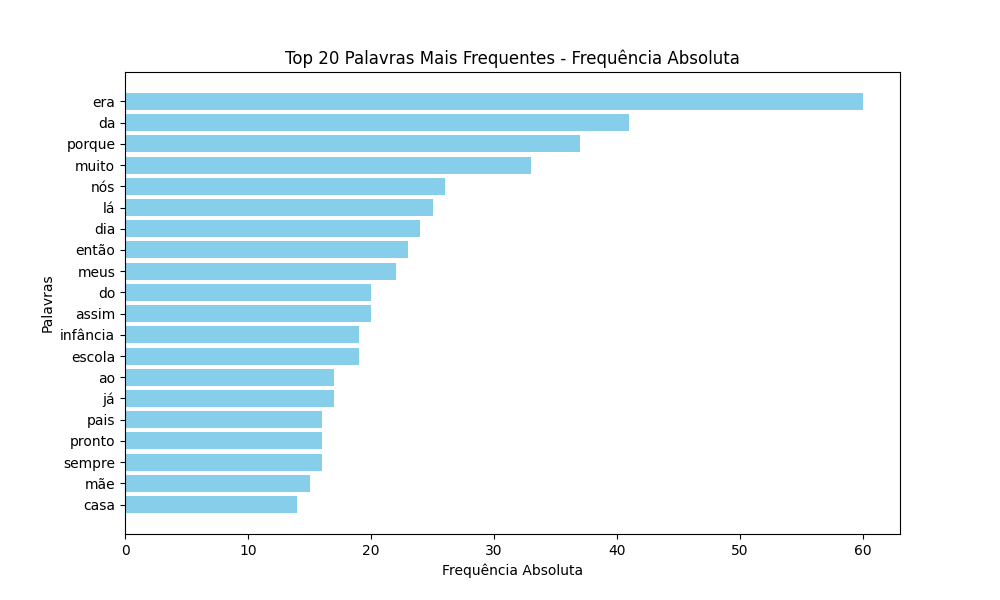 Top 20 Palavras Mais Frequentes - Frequência Absoluta
Palavras
era
da
porque
muito
nós
lá
dia
então
meus
do
assim
infância
escola
ao
já
pais
pronto
sempre
mãe
casa
0 10 20 30 40 50 60
Frequência Absoluta